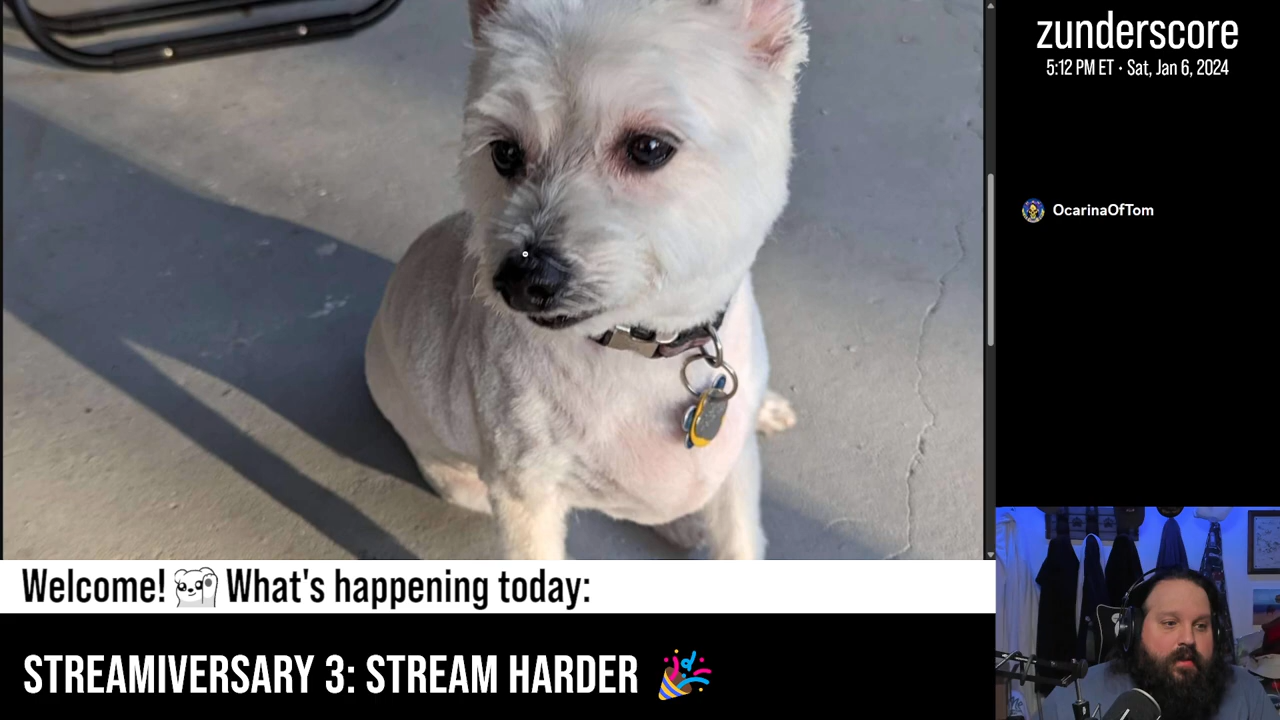 zunderscore
5:12 PM ET · Sat, Jan 6, 2024
OcarinaOfTom
Welcome! What's happening today:
STREAMIVERSARY 3: STREAM HARDER